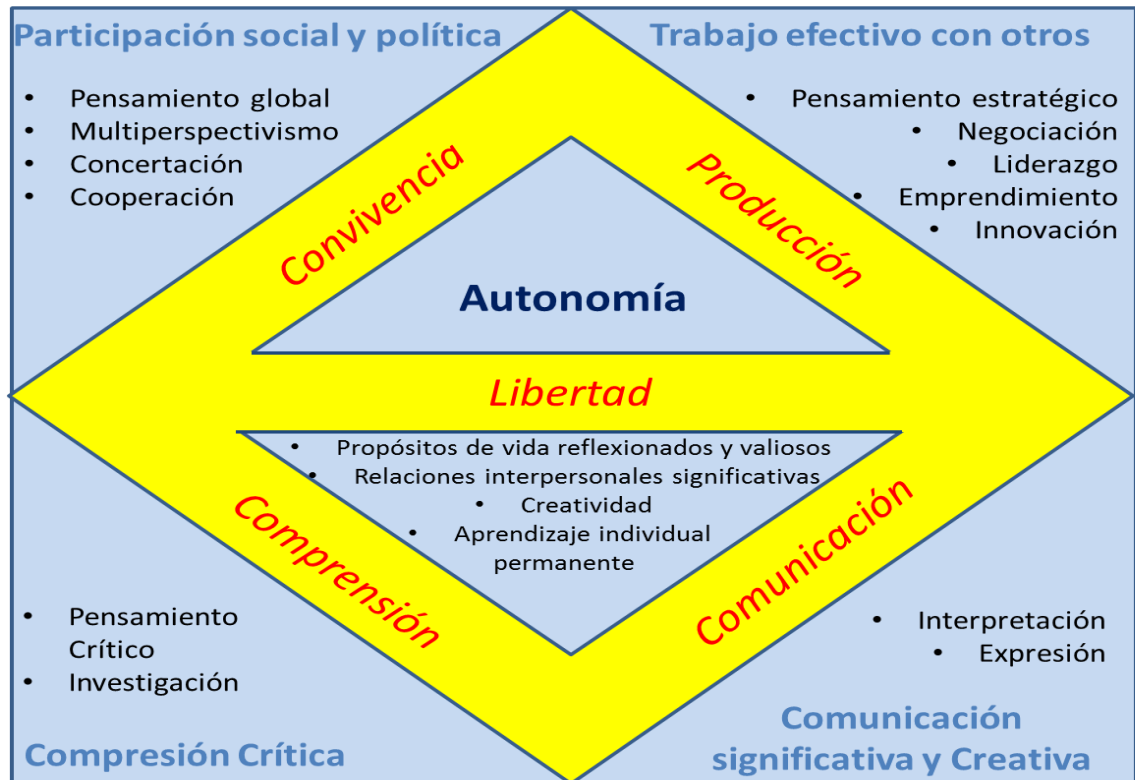 Participación social y política
• Pensamiento global
• Multiperspectivismo
• Concertación
• Cooperación
Trabajo efectivo con otros
• Pensamiento estratégico
• Negociación
• Liderazgo
• Emprendimiento
• Innovación
Convivencia
Producción
Autonomía
Libertad
• Propósitos de vida reflexionados y valiosos
• Relaciones interpersonales significativas
• Creatividad
• Aprendizaje individual
permanente
Comprensión
Comunicación
• Pensamiento
Crítico
• Investigación
Compresión Crítica
• Interpretación
• Expresión
Comunicación
significativa y Creativa